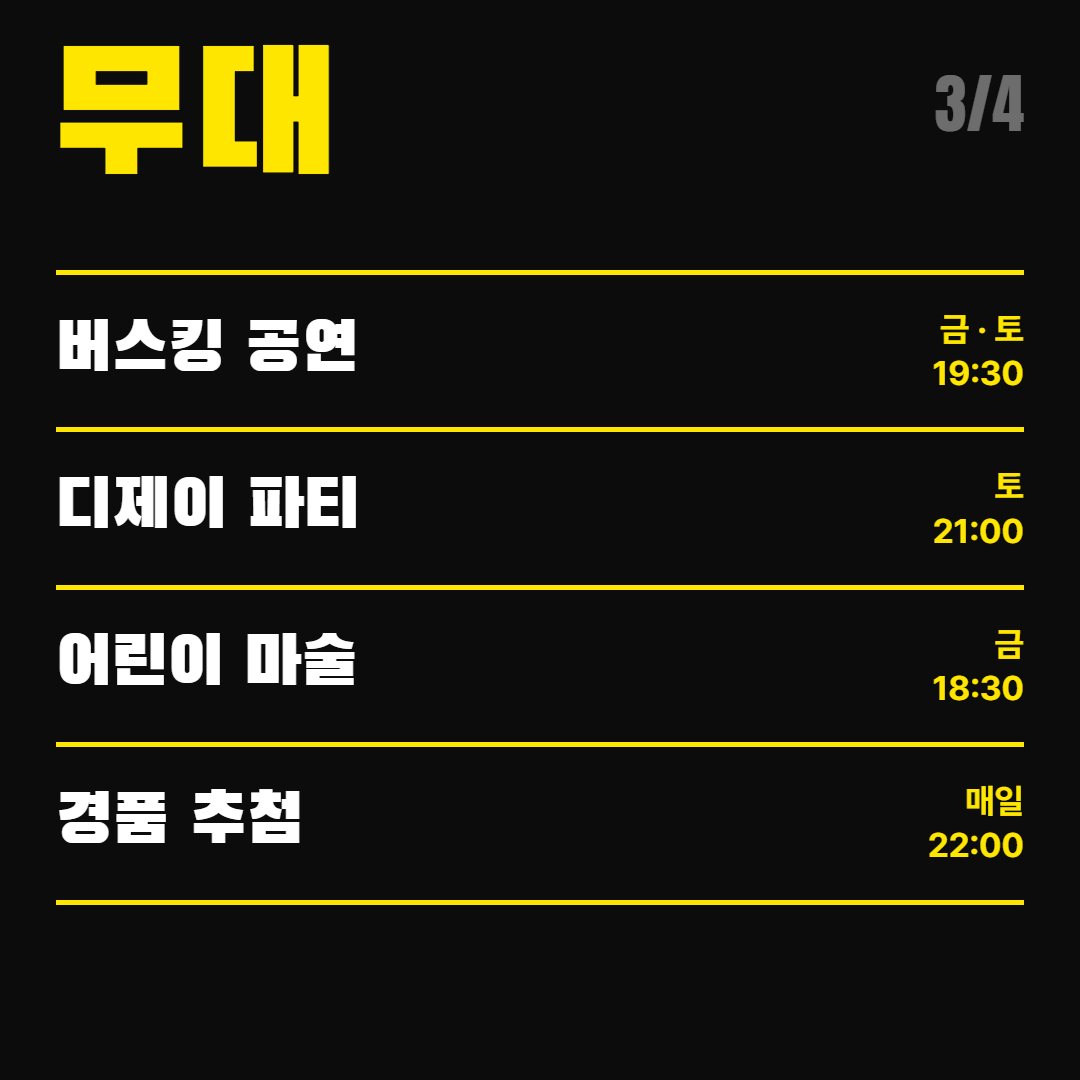 무대
3/4
버스킹 공연
금 · 토
19:30
디제이 파티
토
21:00
어린이 마술
금
18:30
경품 추첨
매일
22:00